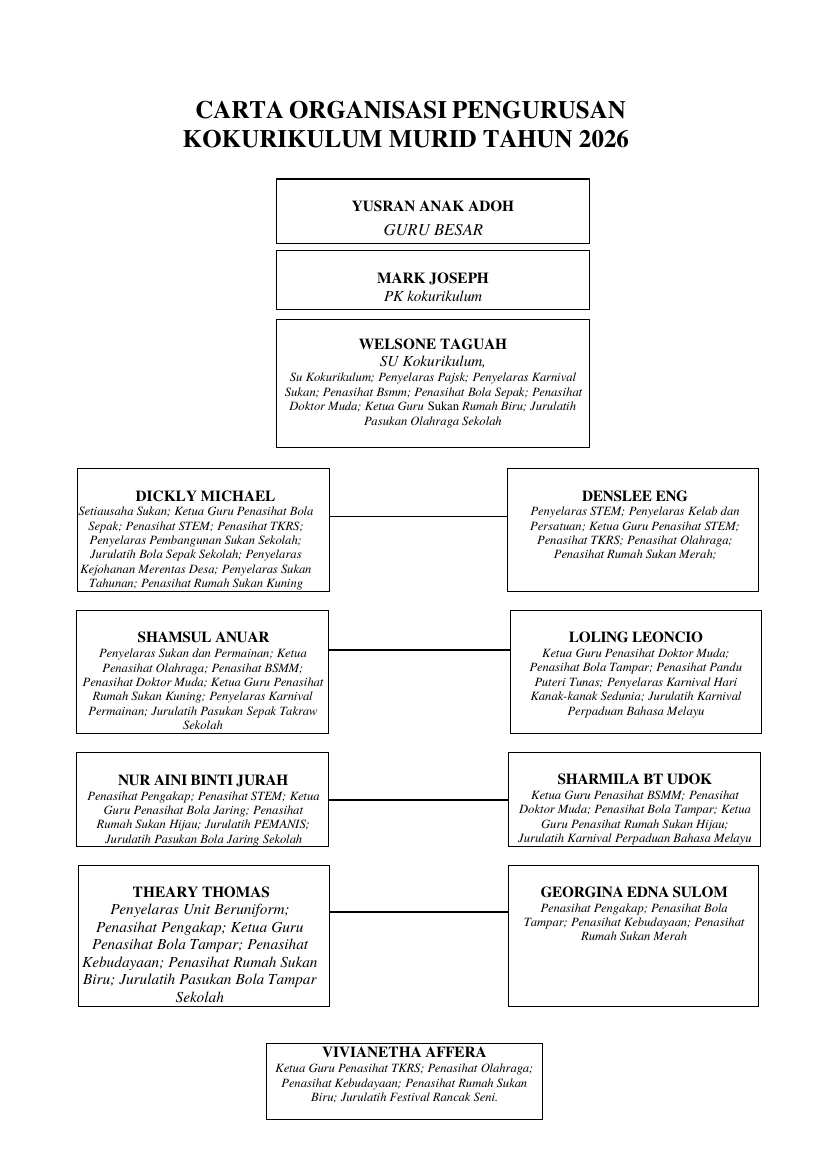 CARTA ORGANISASI PENGURUSAN
KOKURIKULUM MURID TAHUN 2026
YUSRAN ANAK ADOH
GURU BESAR
MARK JOSEPH
PK kokurikulum
WELSONE TAGUAH
SU Kokurikulum,
Su Kokurikulum; Penyelaras Pajsk; Penyelaras Karnival
Sukan; Penasihat Bsmm; Penasihat Bola Sepak; Penasihat
Doktor Muda; Ketua Guru Sukan Rumah Biru; Jurulatih
Pasukan Olahraga Sekolah
DICKLY MICHAEL
Setiausaha Sukan; Ketua Guru Penasihat Bola
Sepak; Penasihat STEM; Penasihat TKRS;
Penyelaras Pembangunan Sukan Sekolah;
Jurulatih Bola Sepak Sekolah; Penyelaras
Kejohanan Merentas Desa; Penyelaras Sukan
Tahunan; Penasihat Rumah Sukan Kuning
DENSLEE ENG
Penyelaras STEM; Penyelaras Kelab dan
Persatuan; Ketua Guru Penasihat STEM;
Penasihat TKRS; Penasihat Olahraga;
Penasihat Rumah Sukan Merah;
SHAMSUL ANUAR
Penyelaras Sukan dan Permainan; Ketua
Penasihat Olahraga; Penasihat BSMM;
Penasihat Doktor Muda; Ketua Guru Penasihat
Rumah Sukan Kuning; Penyelaras Karnival
Permainan; Jurulatih Pasukan Sepak Takraw
Sekolah
LOLING LEONCIO
Ketua Guru Penasihat Doktor Muda;
Penasihat Bola Tampar; Penasihat Pandu
Puteri Tunas; Penyelaras Karnival Hari
Kanak-kanak Sedunia; Jurulatih Karnival
Perpaduan Bahasa Melayu
NUR AINI BINTI JURAH
Penasihat Pengakap; Penasihat STEM; Ketua
Guru Penasihat Bola Jaring; Penasihat
Rumah Sukan Hijau; Jurulatih PEMANIS;
Jurulatih Pasukan Bola Jaring Sekolah
SHARMILA BT UDOK
Ketua Guru Penasihat BSMM; Penasihat
Doktor Muda; Penasihat Bola Tampar; Ketua
Guru Penasihat Rumah Sukan Hijau;
Jurulatih Karnival Perpaduan Bahasa Melayu
THEARY THOMAS
Penyelaras Unit Beruniform;
Penasihat Pengakap; Ketua Guru
Penasihat Bola Tampar; Penasihat
Kebudayaan; Penasihat Rumah Sukan
Biru; Jurulatih Pasukan Bola Tampar
Sekolah
GEORGINA EDNA SULOM
Penasihat Pengakap; Penasihat Bola
Tampar; Penasihat Kebudayaan; Penasihat
Rumah Sukan Merah
VIVIANETHA AFFERA
Ketua Guru Penasihat TKRS; Penasihat Olahraga;
Penasihat Kebudayaan; Penasihat Rumah Sukan
Biru; Jurulatih Festival Rancak Seni.